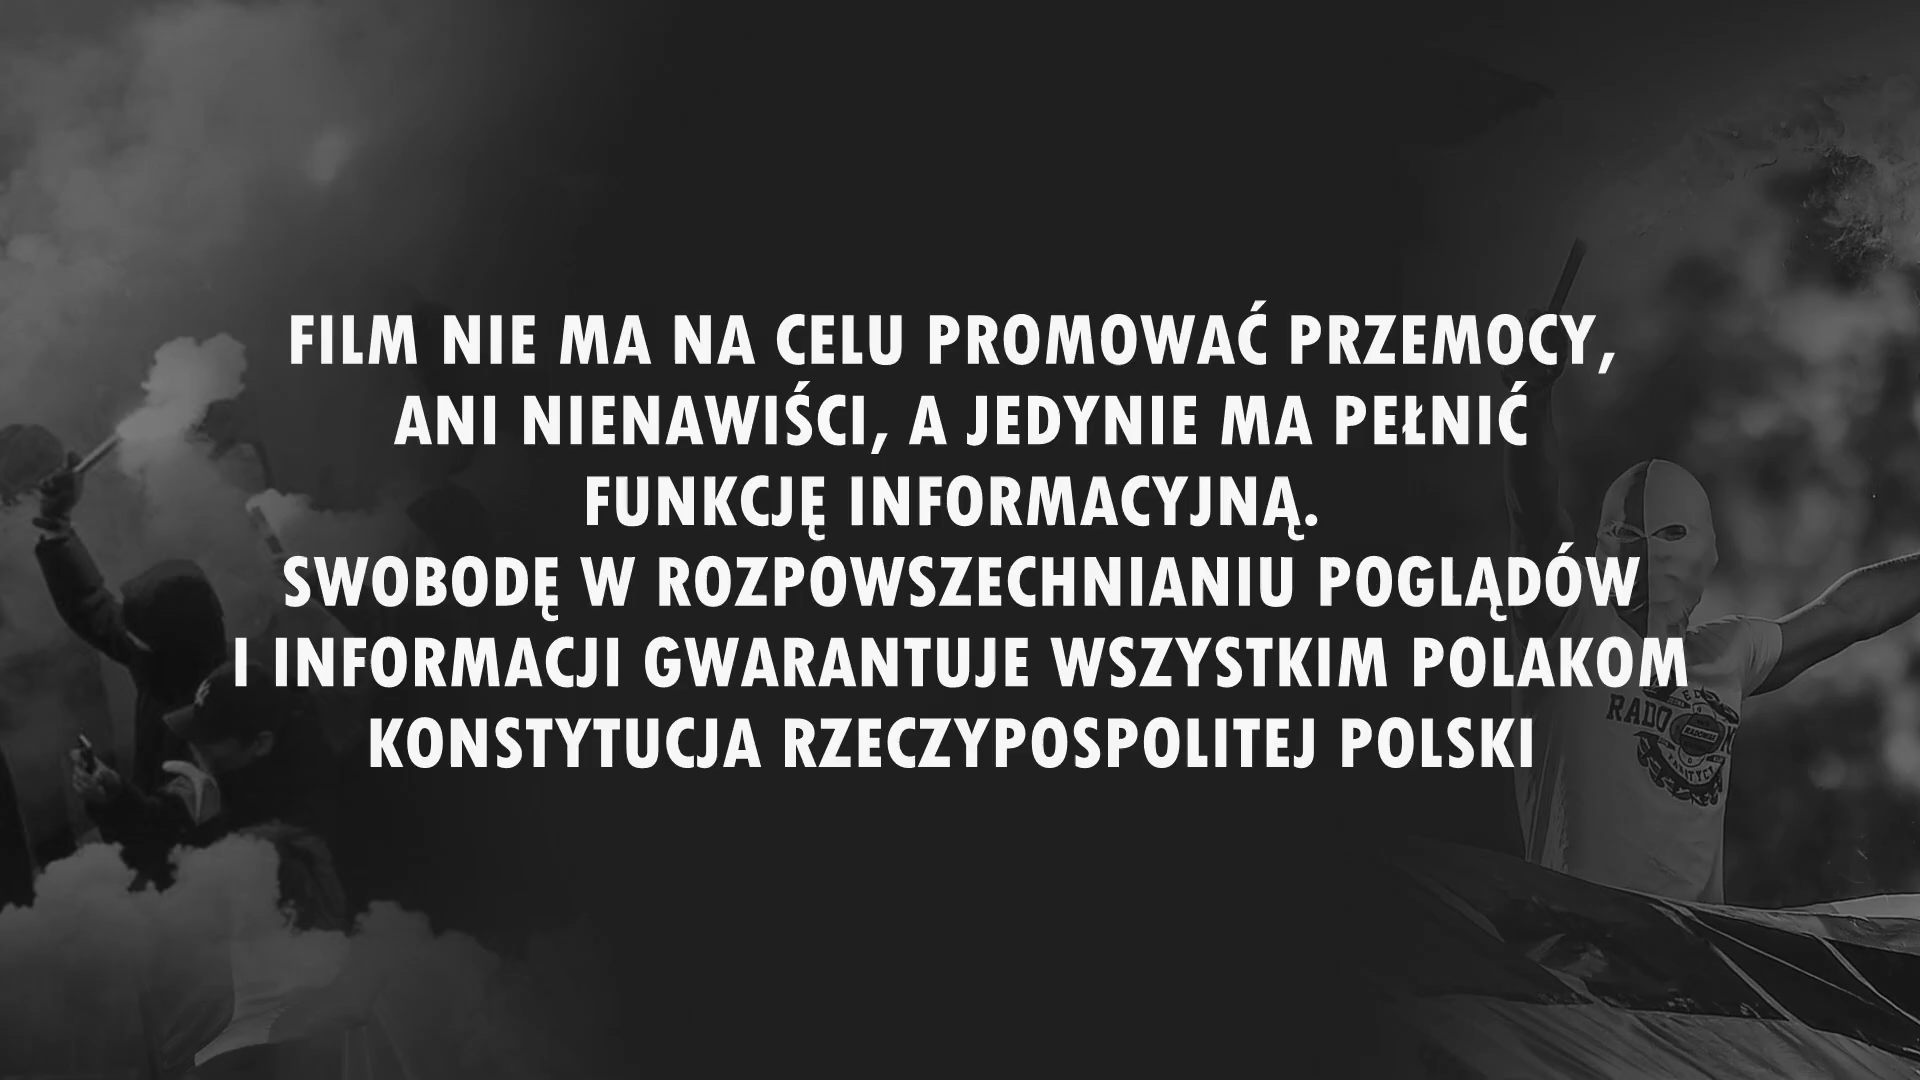 FILM NIE MA NA CELU PROMOWAĆ PRZEMOCY,
ANI NIENAWIŚCI, A JEDYNIE MA PEŁNIĆ
FUNKCJĘ INFORMACYJNĄ.
SWOBODĘ W ROZPOWSZECHNIANIU POGLĄDÓW
I INFORMACJI GWARANTUJE WSZYSTKIM POLAKOM
KONSTYTUCJA RZECZYPOSPOLITEJ POLSKI